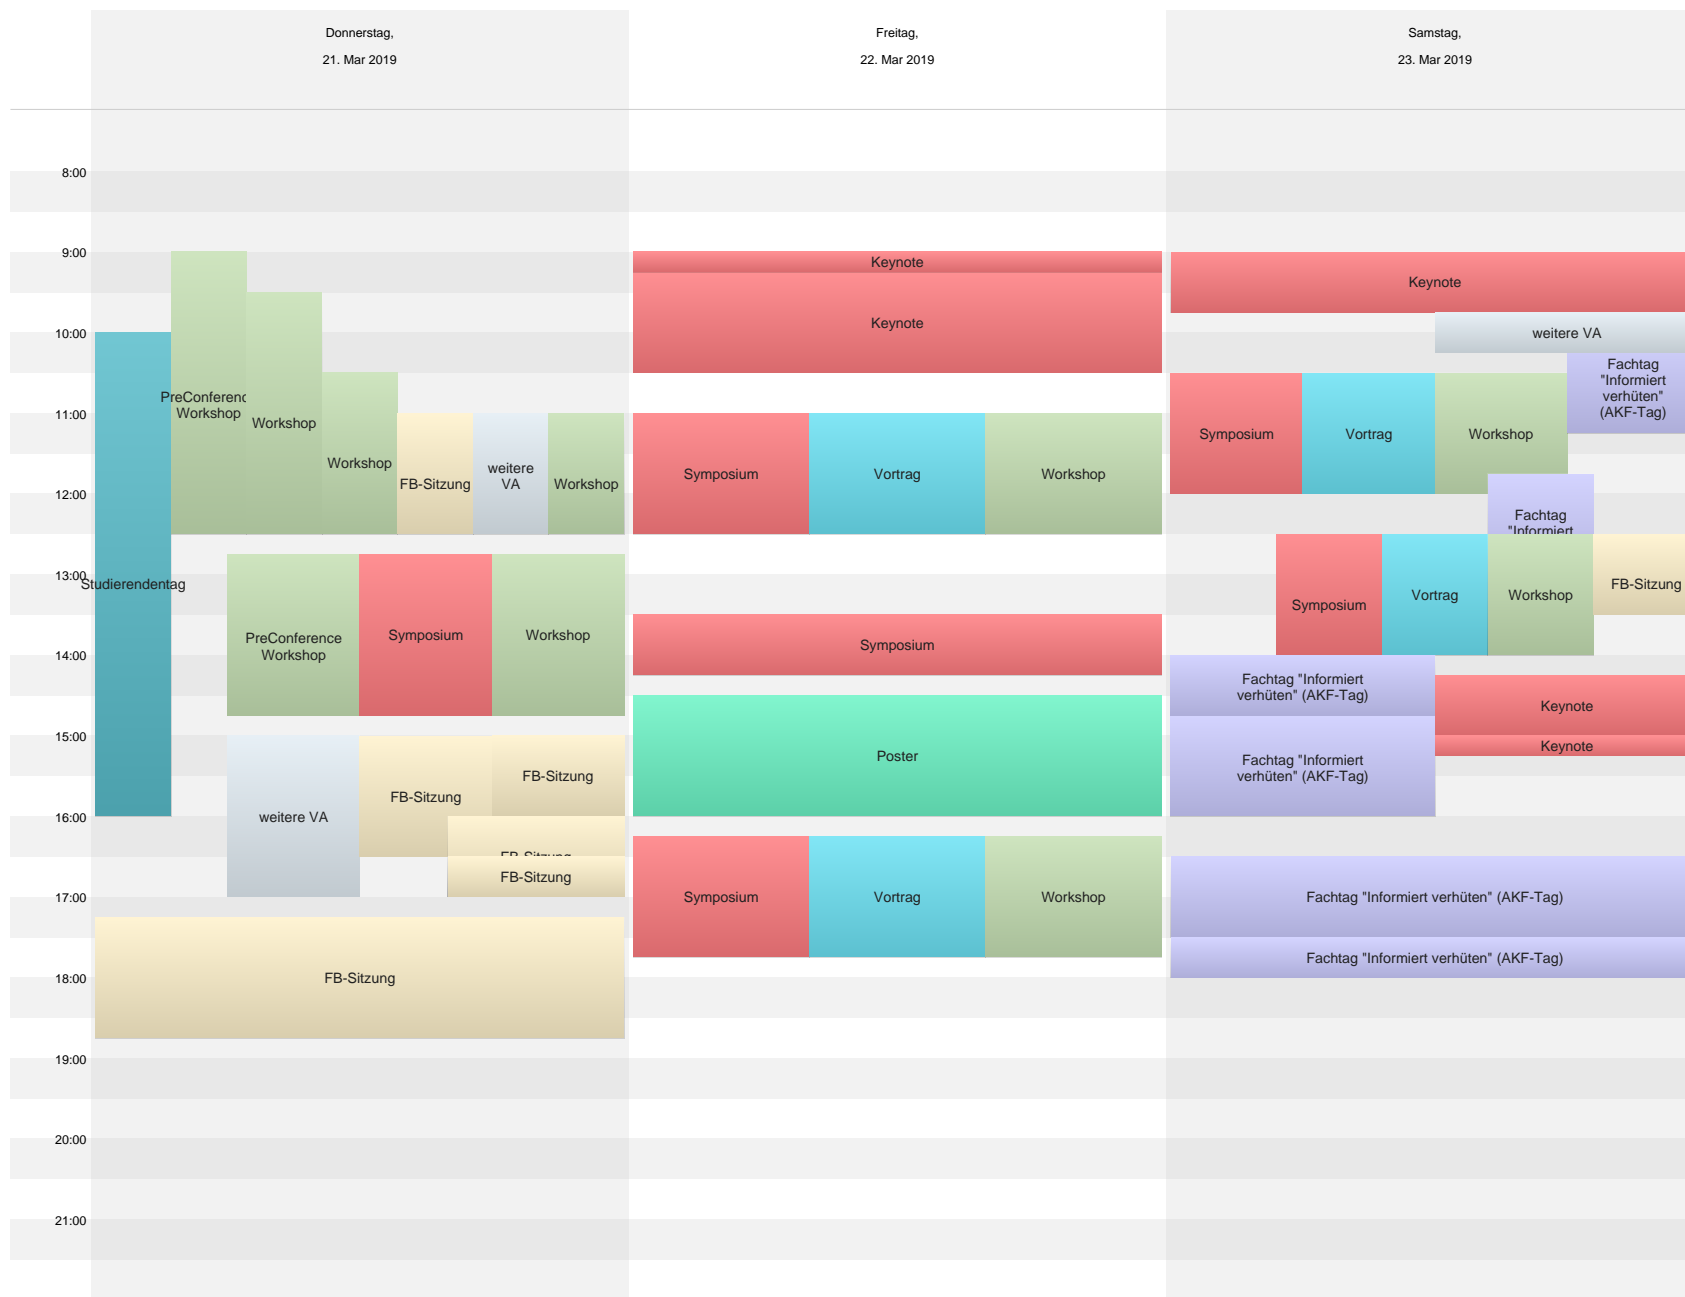 Donnerstag,
21. Mar 2019
Freitag,
22. Mar 2019
Samstag,
23. Mar 2019
8:00
9:00
10:00
11:00
12:00
13:00
14:00
15:00
16:00
17:00
18:00
19:00
20:00
21:00
Studierendentag
PreConferenc
Workshop
Workshop
Workshop
FB-Sitzung
weitere
VA
Workshop
PreConference
Workshop
Symposium
Workshop
weitere VA
FB-Sitzung
FB-Sitzung
FB-Sitzung
FB-Sitzung
FB-Sitzung
Keynote
Keynote
Symposium
Vortrag
Workshop
Symposium
Poster
Symposium
Vortrag
Workshop
Keynote
weitere VA
Fachtag
"Informiert
verhüten"
(AKF-Tag)
Symposium
Vortrag
Workshop
Fachtag
"Informiert
Symposium
Vortrag
Workshop
FB-Sitzung
Fachtag "Informiert
verhüten" (AKF-Tag)
Keynote
Keynote
Fachtag "Informiert
verhüten" (AKF-Tag)
Fachtag "Informiert verhüten" (AKF-Tag)
Fachtag "Informiert verhüten" (AKF-Tag)